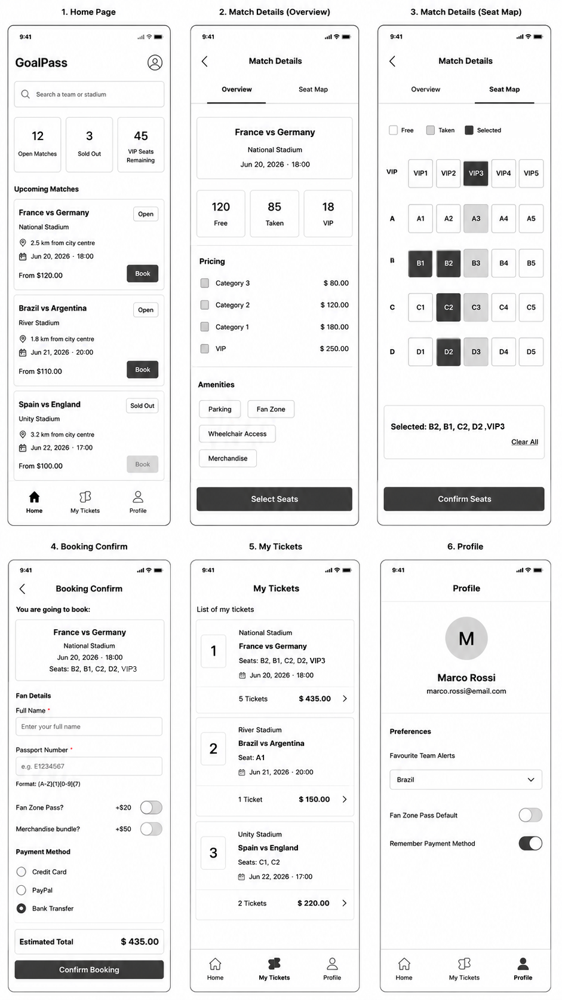 1. Home Page
9:41
GoalPass
Search a team or stadium
12
Open Matches
3
Sold Out
45
VIP Seats
Remaining
Upcoming Matches
France vs Germany
Open
National Stadium
2.5 km from city centre
Jun 20, 2026 · 18:00
From $120.00
Book
Brazil vs Argentina
Open
River Stadium
1.8 km from city centre
Jun 21, 2026 · 20:00
From $110.00
Book
Spain vs England
Sold Out
Unity Stadium
3.2 km from city centre
Jun 22, 2026 · 17:00
From $100.00
Book
Home
My Tickets
Profile
2. Match Details (Overview)
9:41
Match Details
Overview
Seat Map
France vs Germany
National Stadium
Jun 20, 2026 · 18:00
120
Free
85
Taken
18
VIP
Pricing
Category 3 $ 80.00
Category 2 $ 120.00
Category 1 $ 180.00
VIP $ 250.00
Amenities
Parking
Fan Zone
Wheelchair Access
Merchandise
Select Seats
3. Match Details (Seat Map)
9:41
Match Details
Overview
Seat Map
Free
Taken
Selected
VIP VIP1 VIP2 VIP3 VIP4 VIP5
A A1 A2 A3 A4 A5
B B1 B2 B3 B4 B5
C C1 C2 C3 C4 C5
D D1 D2 D3 D4 D5
Selected: B2, B1, C2, D2 ,VIP3
Clear All
Confirm Seats
4. Booking Confirm
9:41
Booking Confirm
You are going to book:
France vs Germany
National Stadium
Jun 20, 2026 · 18:00
Seats: B2, B1, C2, D2, VIP3
Fan Details
Full Name *
Enter your full name
Passport Number *
e.g. E1234567
Format: (A-Z]{1}[0-9]{7)
Fan Zone Pass? +$20
Merchandise bundle? +$50
Payment Method
Credit Card
PayPal
Bank Transfer
Estimated Total $ 435.00
Confirm Booking
5. My Tickets
9:41
My Tickets
List of my tickets
1
National Stadium
France vs Germany
Seats: B2, B1, C2, D2, VIP3
Jun 20, 2026 · 18:00
5 Tickets $ 435.00
2
River Stadium
Brazil vs Argentina
Seat: A1
Jun 21, 2026 · 20:00
1 Ticket $ 150.00
3
Unity Stadium
Spain vs England
Seats: C1, C2
Jun 22, 2026 · 17:00
2 Tickets $ 220.00
Home
My Tickets
Profile
6. Profile
9:41
Profile
M
Marco Rossi
marco.rossi@email.com
Preferences
Favourite Team Alerts
Brazil
Fan Zone Pass Default
Remember Payment Method
Home
My Tickets
Profile